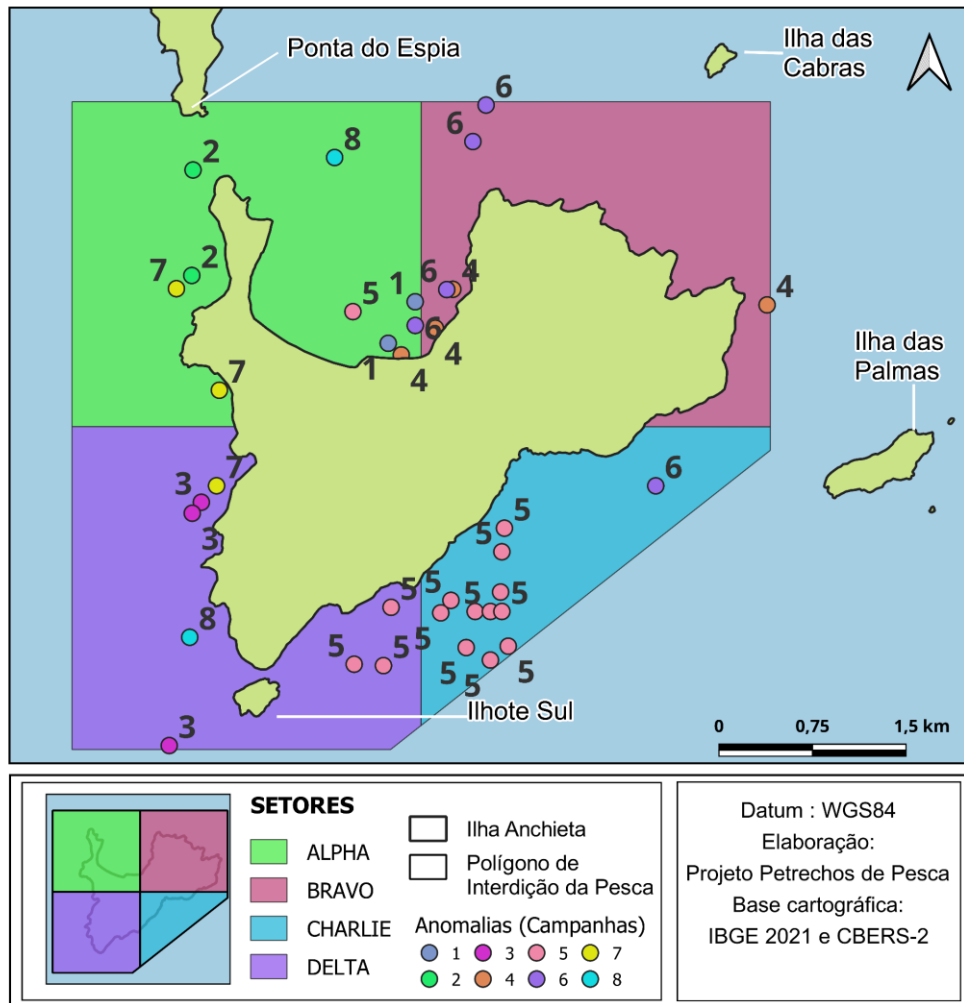 Ponta do Espia
Ilha das
Cabras
6
6
8
2
2
7
5
1
6
4
4
6
4
1
4
Ilha das
Palmas
7
7
3
3
6
5
5
5
5
5
5
8
5
5
5
5
5
5
Ilhote Sul
3
0 0,75 1,5 km
SETORES
ALPHA
BRAVO
CHARLIE
DELTA
Ilha Anchieta
Polígono de
Interdição da Pesca
Anomalias (Campanhas)
1 3 5 7
2 4 6 8
Datum : WGS84
Elaboração:
Projeto Petrechos de Pesca
Base cartográfica:
IBGE 2021 e CBERS-2